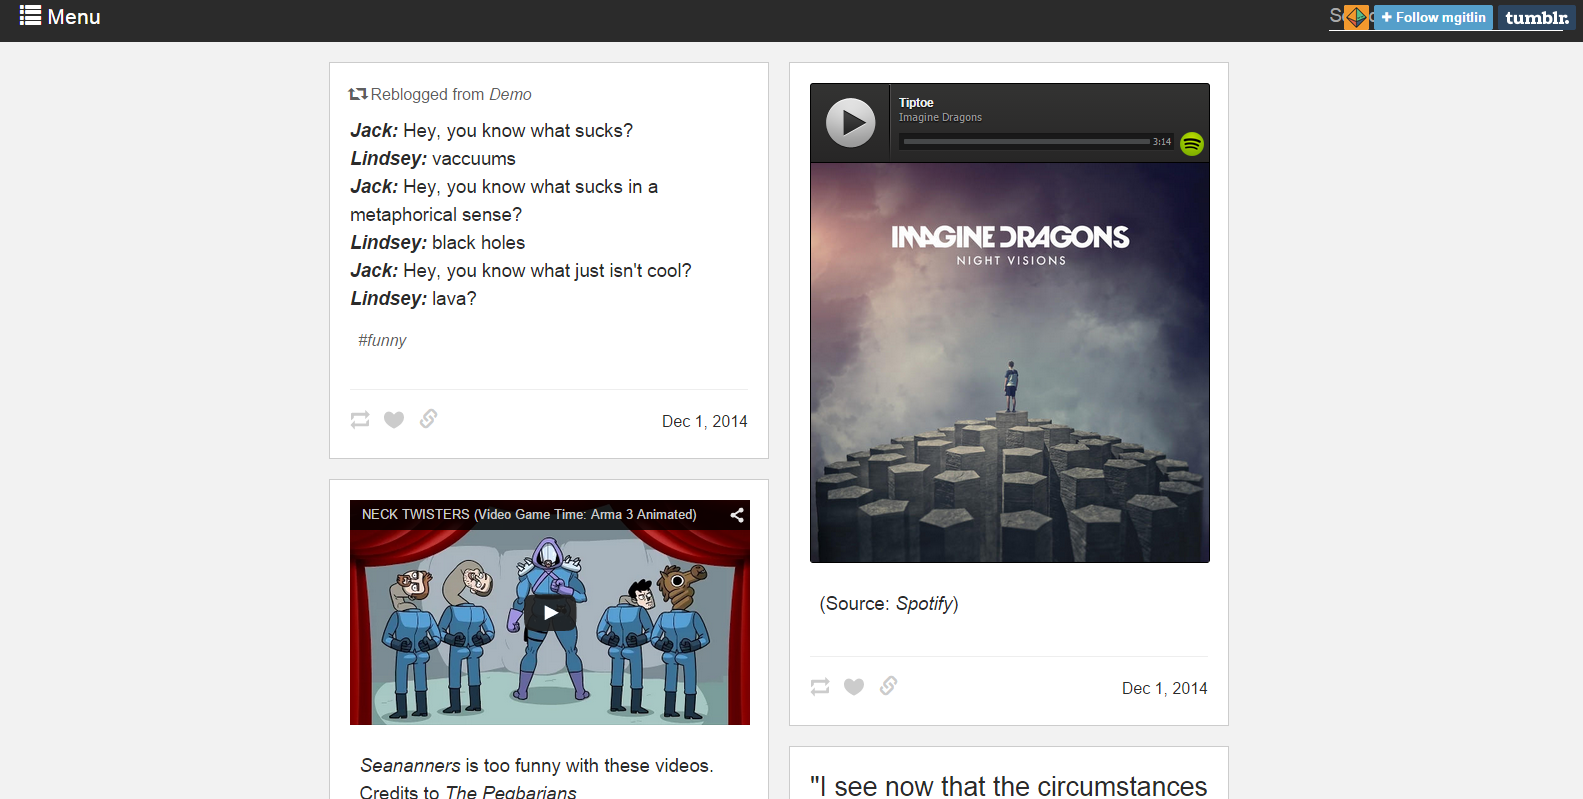 Menu
+ Follow mgitlin
tumblr.
Reblogged from Demo
Jack: Hey, you know what sucks?
Lindsey: vaccuums
Jack: Hey, you know what sucks in a
metaphorical sense?
Lindsey: black holes
Jack: Hey, you know what just isn't cool?
Lindsey: lava?
#funny
Dec 1, 2014
NECK TWISTERS (Video Game Time: Arma 3 Animated)
Seananners is too funny with these videos.
Credits to The Pegbarians
Tiptoe
Imagine Dragons
3:14
IMAGINE DRAGONS
NIGHT VISIONS
(Source: Spotify)
Dec 1, 2014
"I see now that the circumstances